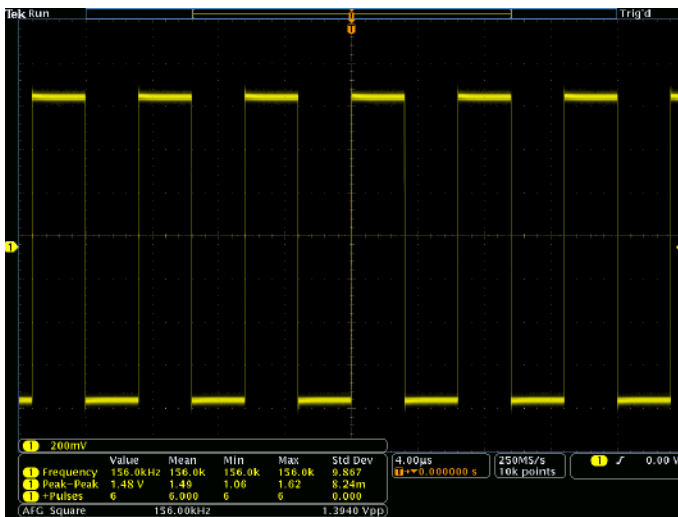 Tek Run Trig'd
T
T
1
1 200mV
Value Mean Min Max Std Dev
1 Frequency 156.0kHz 156.0k 156.0k 156.0k 9.867
1 Peak-Peak 1.48 V 1.49 1.06 1.62 8.24m
1 +Pulses 6 6.000 6 6 0.000
4.00µs
T→▼0.000000 s
250MS/s
10k points
1 ƒ 0.00 V
AFG Square 156.00kHz 1.3940 Vpp